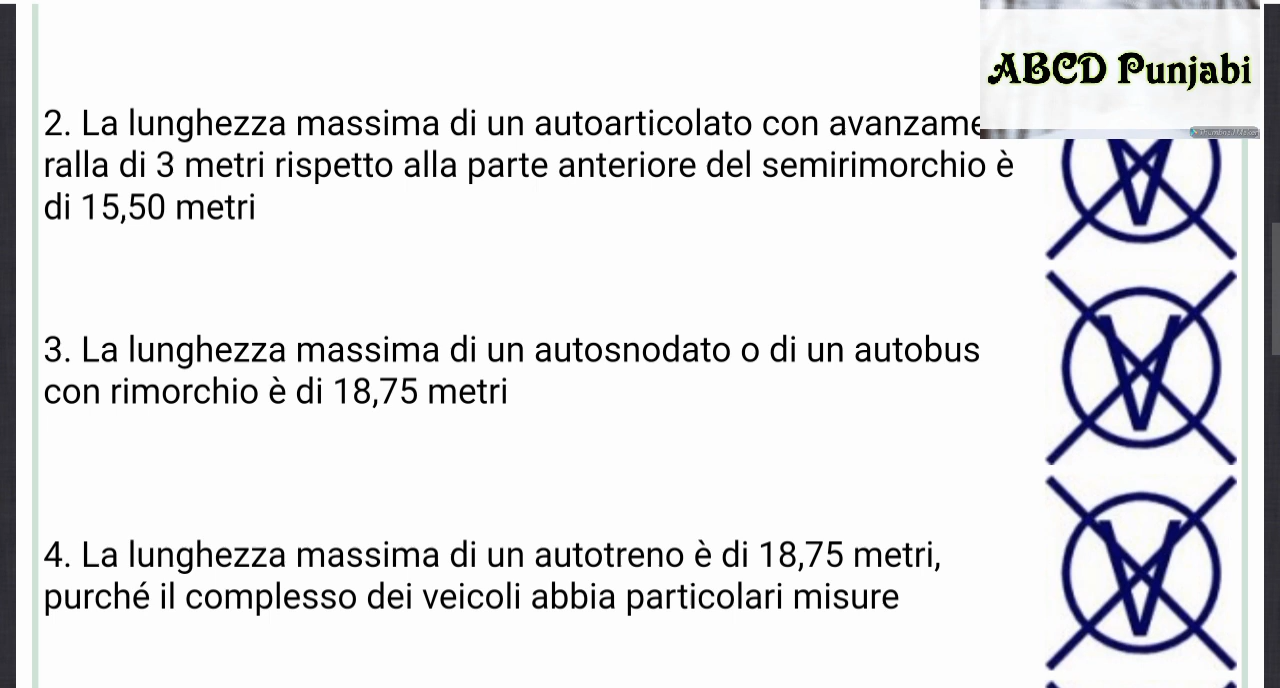 ABCD Punjabi
2. La lunghezza massima di un autoarticolato con avanzame
ralla di 3 metri rispetto alla parte anteriore del semirimorchio è
di 15,50 metri
V
3. La lunghezza massima di un autosnodato o di un autobus
con rimorchio è di 18,75 metri
V
4. La lunghezza massima di un autotreno è di 18,75 metri,
purché il complesso dei veicoli abbia particolari misure
V